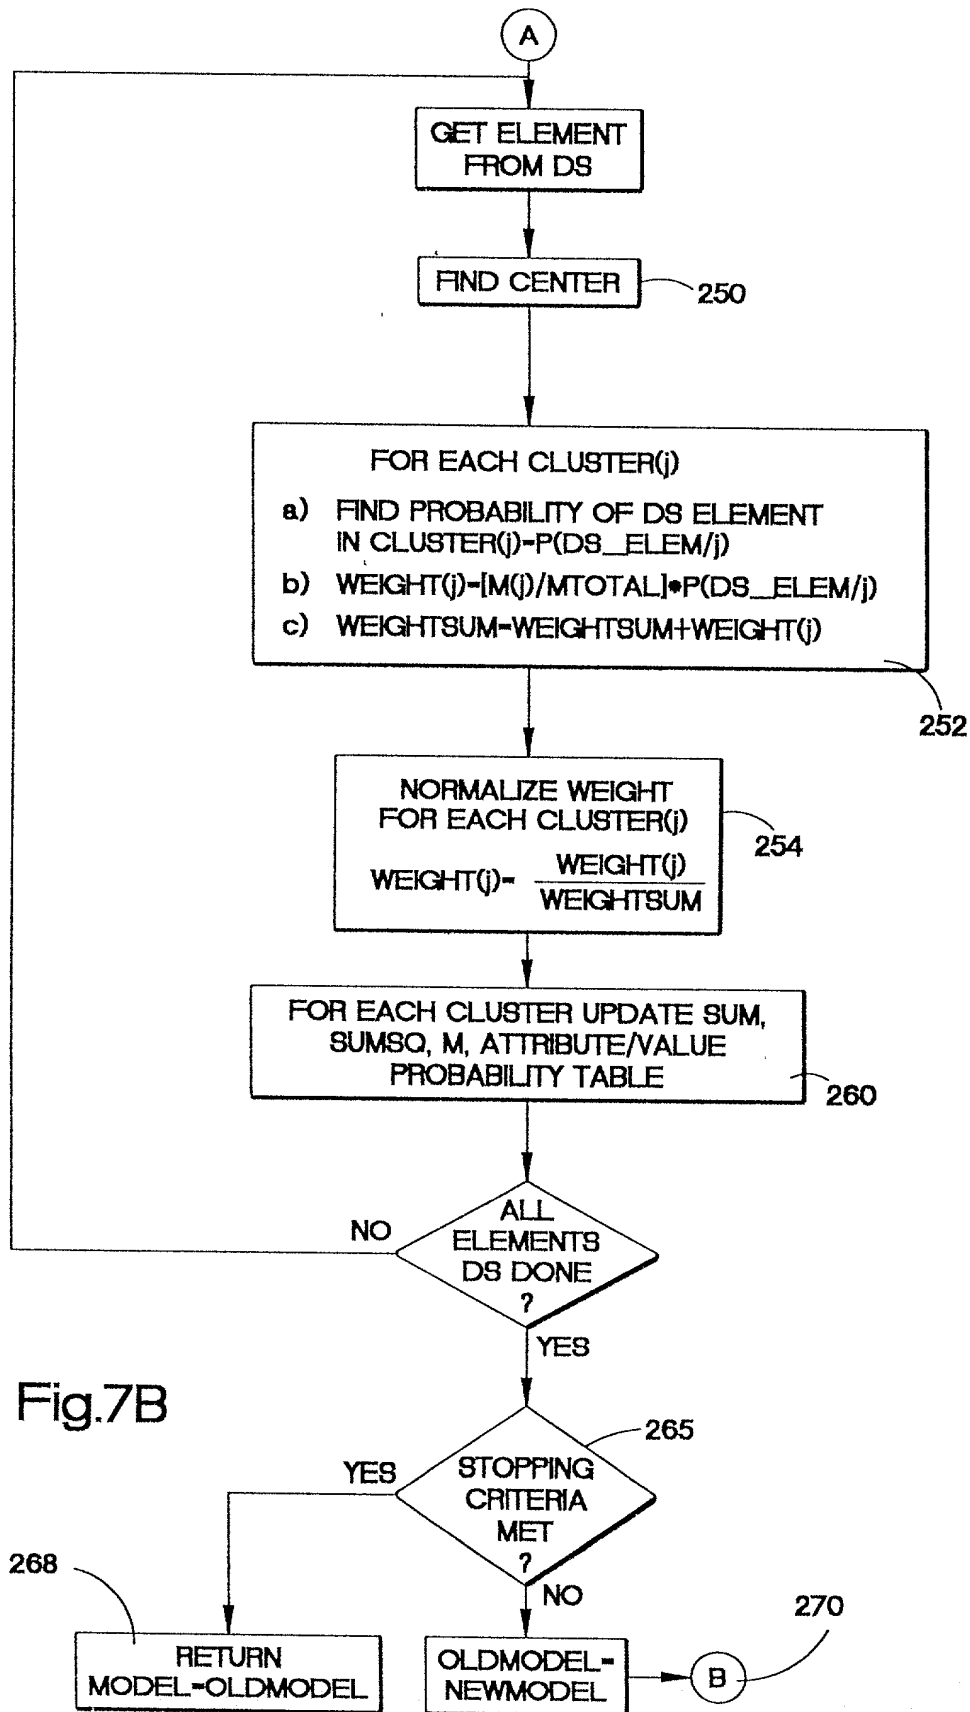 A
GET ELEMENT
FROM DS
FIND CENTER
250
FOR EACH CLUSTER(j)
a) FIND PROBABILITY OF DS ELEMENT
IN CLUSTER(j)=P(DS_ELEM/j)
b) WEIGHT(j)=[M(j)/MTOTAL]*P(DS_ELEM/j)
c) WEIGHTSUM=WEIGHTSUM+WEIGHT(j)
252
NORMALIZE WEIGHT
FOR EACH CLUSTER(j)
WEIGHT(j)= WEIGHT(j)
WEIGHTSUM
254
FOR EACH CLUSTER UPDATE SUM,
SUMSQ, M, ATTRIBUTE/VALUE
PROBABILITY TABLE
260
ALL
ELEMENTS
DS DONE
?
NO
YES
Fig.7B
265
STOPPING
CRITERIA
MET
?
YES
NO
268
RETURN
MODEL=OLDMODEL
OLDMODEL=
NEWMODEL
B
270